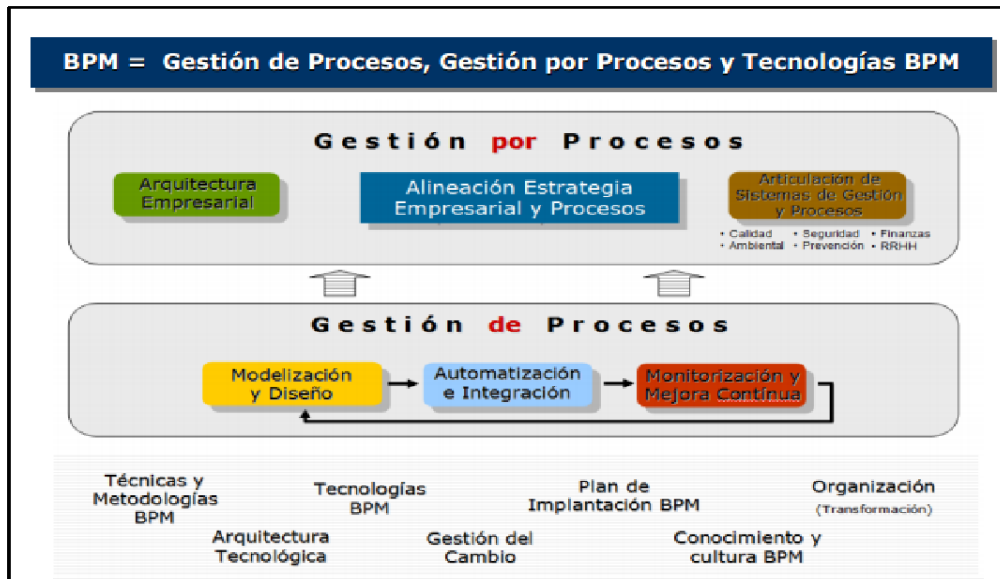 BPM = Gestión de Procesos, Gestión por Procesos y Tecnologías BPM
Gestión por Procesos
Arquitectura
Empresarial
Alineación Estrategia
Empresarial y Procesos
Articulación de
Sistemas de Gestión
y Procesos
• Calidad • Seguridad • Finanzas
• Ambiental • Prevención • RRHH
Gestión de Procesos
Modelización
y Diseño
Automatización
e Integración
Monitorización y
Mejora Contínua
Técnicas y
Metodologías
BPM
Tecnologías
BPM
Plan de
Implantación BPM
Organización
(Transformación)
Arquitectura
Tecnológica
Gestión del
Cambio
Conocimiento y
cultura BPM